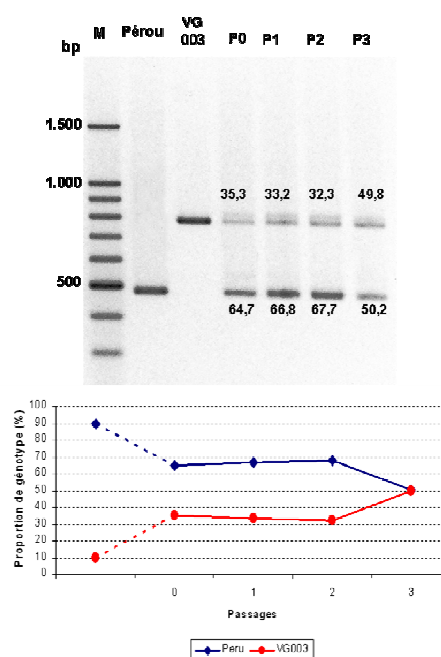 bp M Pérou VG 003 P0 P1 P2 P3
1.500
1.000
35,3 33,2 32,3 49,8
500
64,7 66,8 67,7 50,2
Proportion de génotype (%)
100
90
80
70
60
50
40
30
20
10
0
0 1 2 3
Passages
Peru VG003